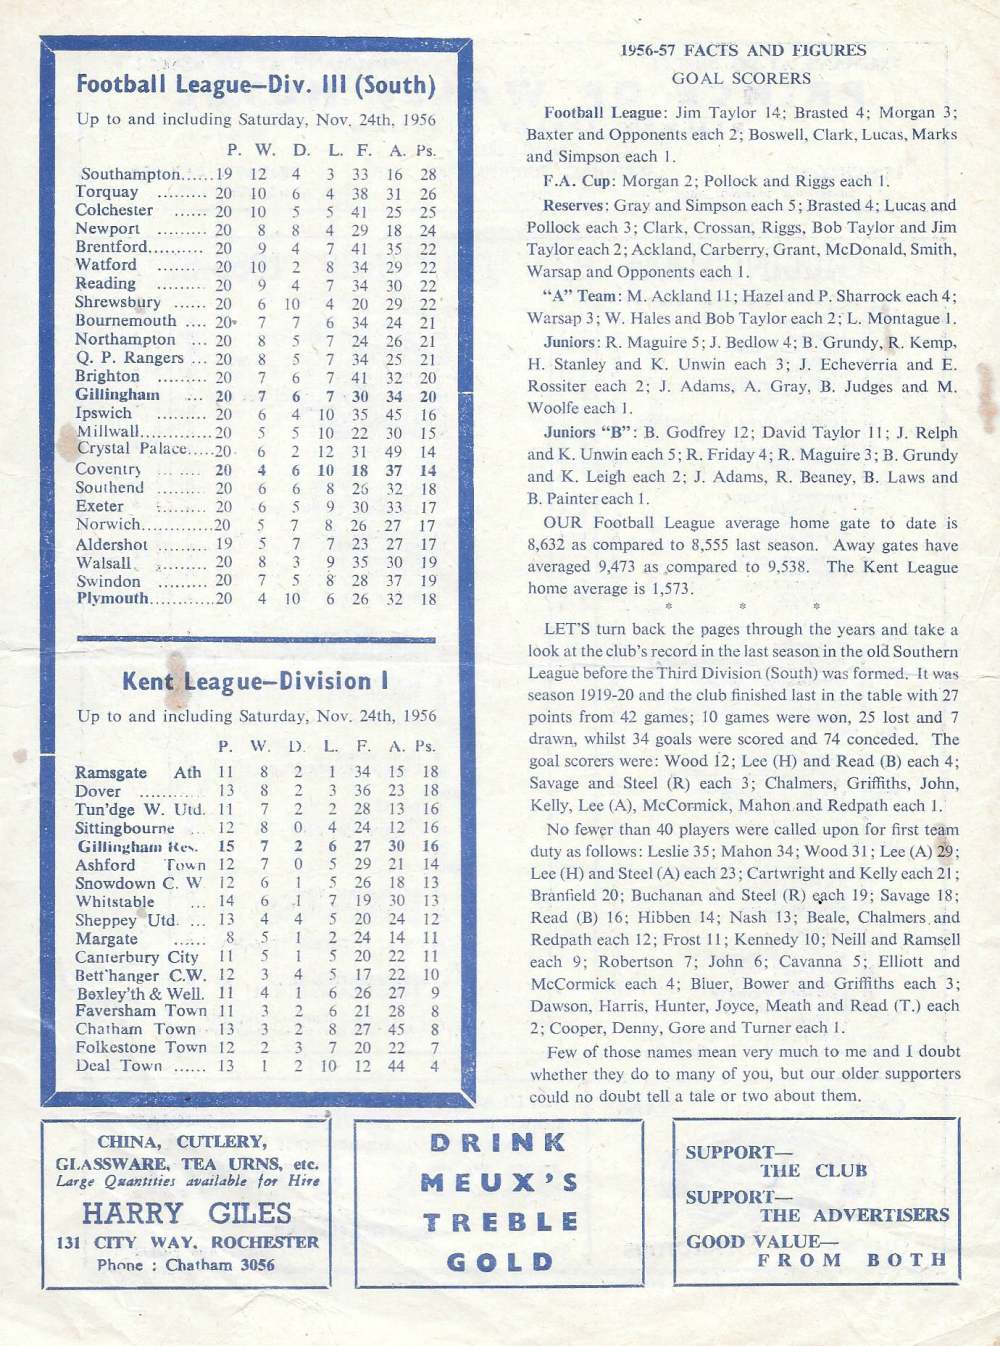 Football League—Div. III (South)
Up to and including Saturday, Nov. 24th, 1956
P. W. D. L. F. A. Ps.
Southampton......19 12 4 3 33 16 28
Torquay ......... 20 10 6 4 38 31 26
Colchester ...... 20 10 5 5 41 25 25
Newport ......... 20 8 8 4 29 18 24
Brentford.......... 20 9 4 7 41 35 22
Watford ....... 20 10 2 8 34 29 22
Reading ......... 20 9 4 7 34 30 22
Shrewsbury ...... 20 6 10 4 20 29 22
Bournemouth .... 20 7 7 6 34 24 21
Northampton ... 20 8 5 7 24 26 21
Q. P. Rangers ... 20 8 5 7 34 25 21
Brighton ......... 20 7 6 7 41 32 20
Gillingham ... 20 7 6 7 30 34 20
Ipswich ......... 20 6 4 10 35 45 16
Millwall............20 5 5 10 22 30 15
Crystal Palace.....20 6 2 12 31 49 14
Coventry ...... 20 4 6 10 18 37 14
Southend ......... 20 6 6 8 26 32 18
Exeter ......... 20 6 5 9 30 33 17
Norwich............20 5 7 8 26 27 17
Aldershot ......... 19 5 7 7 23 27 17
Walsall ......... 20 8 3 9 35 30 19
Swindon ......... 20 7 5 8 28 37 19
Plymouth...........20 4 10 6 26 32 18
Kent League—Division I
Up to and including Saturday, Nov. 24th, 1956
P. W. D. L. F. A. Ps.
Ramsgate Ath 11 8 2 1 34 15 18
Dover ........... 13 8 2 3 36 23 18
Tun'dge W. Utd. 11 7 2 2 28 13 16
Sittingbourne ... 12 8 0 4 24 12 16
Gillingham Res. 15 7 2 6 27 30 16
Ashford Town 12 7 0 5 29 21 14
Snowdown C. W 12 6 1 5 26 18 13
Whitstable ... 14 6 1 7 19 30 13
Sheppey Utd. ... 13 4 4 5 20 24 12
Margate ...... 8 5 1 2 24 14 11
Canterbury City 11 5 1 5 20 22 11
Bett'hanger C.W. 12 3 4 5 17 22 10
Bexley'th & Well. 11 4 1 6 26 27 9
Faversham Town 11 3 2 6 21 28 8
Chatham Town 13 3 2 8 27 45 8
Folkestone Town 12 2 3 7 20 22 7
Deal Town ...... 13 1 2 10 12 44 4
1956-57 FACTS AND FIGURES
GOAL SCORERS
Football League: Jim Taylor 14; Brasted 4; Morgan 3;
Baxter and Opponents each 2; Boswell, Clark, Lucas, Marks
and Simpson each 1.
F.A. Cup: Morgan 2; Pollock and Riggs each 1.
Reserves: Gray and Simpson each 5; Brasted 4; Lucas and
Pollock each 3; Clark, Crossan, Riggs, Bob Taylor and Jim
Taylor each 2; Ackland, Carberry, Grant, McDonald, Smith,
Warsap and Opponents each 1.
"A" Team: M. Ackland 11; Hazel and P. Sharrock each 4;
Warsap 3; W. Hales and Bob Taylor each 2; L. Montague 1.
Juniors: R. Maguire 5; J. Bedlow 4; B. Grundy, R. Kemp,
H. Stanley and K. Unwin each 3; J. Echeverria and E.
Rossiter each 2; J. Adams, A. Gray, B. Judges and M.
Woolfe each 1.
Juniors "B": B. Godfrey 12; David Taylor 11; J. Relph
and K. Unwin each 5; R. Friday 4; R. Maguire 3; B. Grundy
and K. Leigh each 2; J. Adams, R. Beaney, B. Laws and
B. Painter each 1.
OUR Football League average home gate to date is
8,632 as compared to 8,555 last season. Away gates have
averaged 9,473 as compared to 9,538. The Kent League
home average is 1,573.
* * *
LET'S turn back the pages through the years and take a
look at the club's record in the last season in the old Southern
League before the Third Division (South) was formed. It was
season 1919-20 and the club finished last in the table with 27
points from 42 games; 10 games were won, 25 lost and 7
drawn, whilst 34 goals were scored and 74 conceded. The
goal scorers were: Wood 12; Lee (H) and Read (B) each 4;
Savage and Steel (R) each 3; Chalmers, Griffiths, John,
Kelly, Lee (A), McCormick, Mahon and Redpath each 1.
No fewer than 40 players were called upon for first team
duty as follows: Leslie 35; Mahon 34; Wood 31; Lee (A) 29;
Lee (H) and Steel (A) each 23; Cartwright and Kelly each 21;
Branfield 20; Buchanan and Steel (R) each 19; Savage 18;
Read (B) 16; Hibben 14; Nash 13; Beale, Chalmers and
Redpath each 12; Frost 11; Kennedy 10; Neill and Ramsell
each 9; Robertson 7; John 6; Cavanna 5; Elliott and
McCormick each 4; Bluer, Bower and Griffiths each 3;
Dawson, Harris, Hunter, Joyce, Meath and Read (T.) each
2; Cooper, Denny, Gore and Turner each 1.
Few of those names mean very much to me and I doubt
whether they do to many of you, but our older supporters
could no doubt tell a tale or two about them.
CHINA, CUTLERY,
GLASSWARE, TEA URNS, etc.
Large Quantities available for Hire
HARRY GILES
131 CITY WAY, ROCHESTER
Phone : Chatham 3056
DRINK
MEUX'S
TREBLE
GOLD
SUPPORT—
THE CLUB
SUPPORT—
THE ADVERTISERS
GOOD VALUE—
FROM BOTH